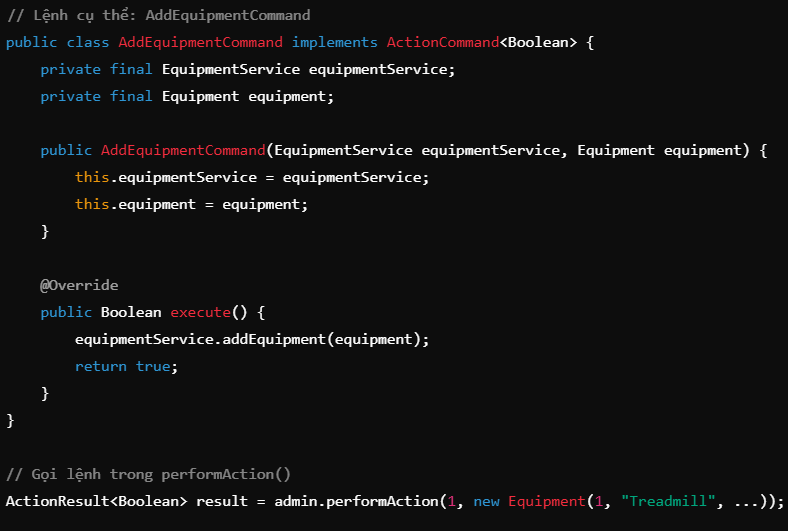 // Lệnh cụ thể: AddEquipmentCommand
public class AddEquipmentCommand implements ActionCommand<Boolean> {
    private final EquipmentService equipmentService;
    private final Equipment equipment;

    public AddEquipmentCommand(EquipmentService equipmentService, Equipment equipment) {
        this.equipmentService = equipmentService;
        this.equipment = equipment;
    }

    @Override
    public Boolean execute() {
        equipmentService.addEquipment(equipment);
        return true;
    }
}

// Gọi lệnh trong performAction()
ActionResult<Boolean> result = admin.performAction(1, new Equipment(1, "Treadmill", ...));